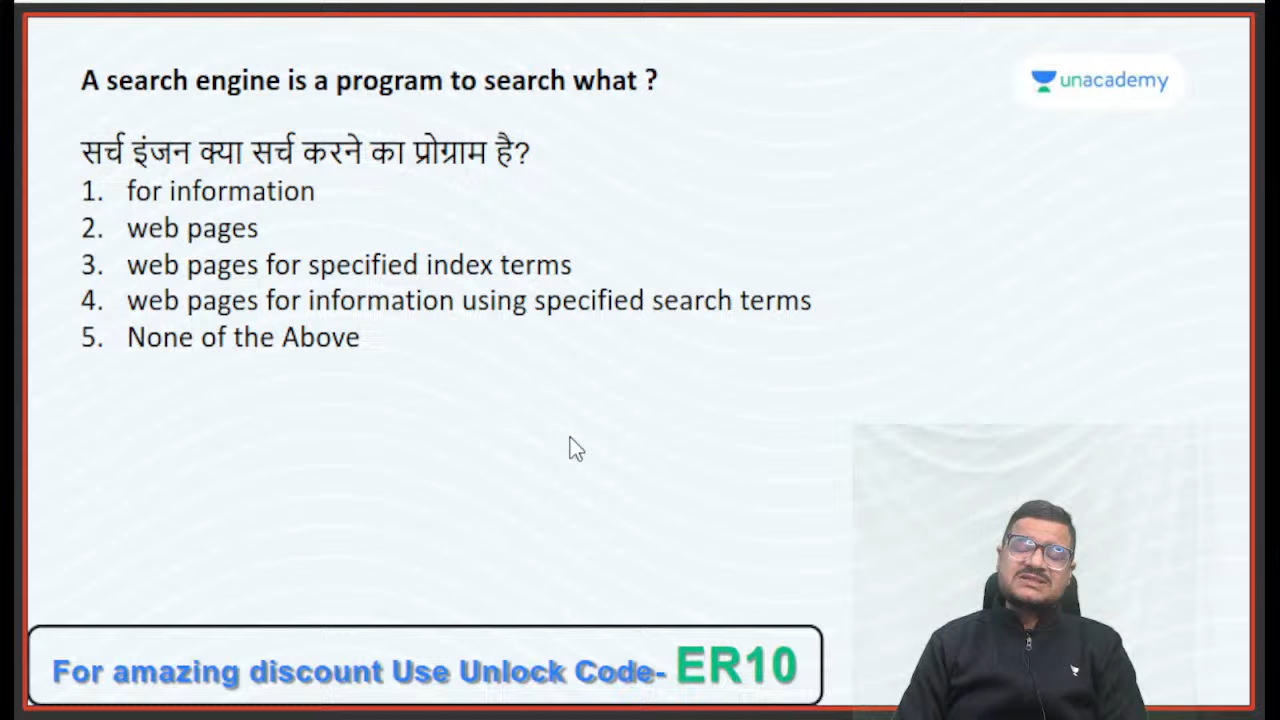 A search engine is a program to search what ?
unacademy
सर्च इंजन क्या सर्च करने का प्रोग्राम है?
1. for information
2. web pages
3. web pages for specified index terms
4. web pages for information using specified search terms
5. None of the Above
For amazing discount Use Unlock Code- ER10